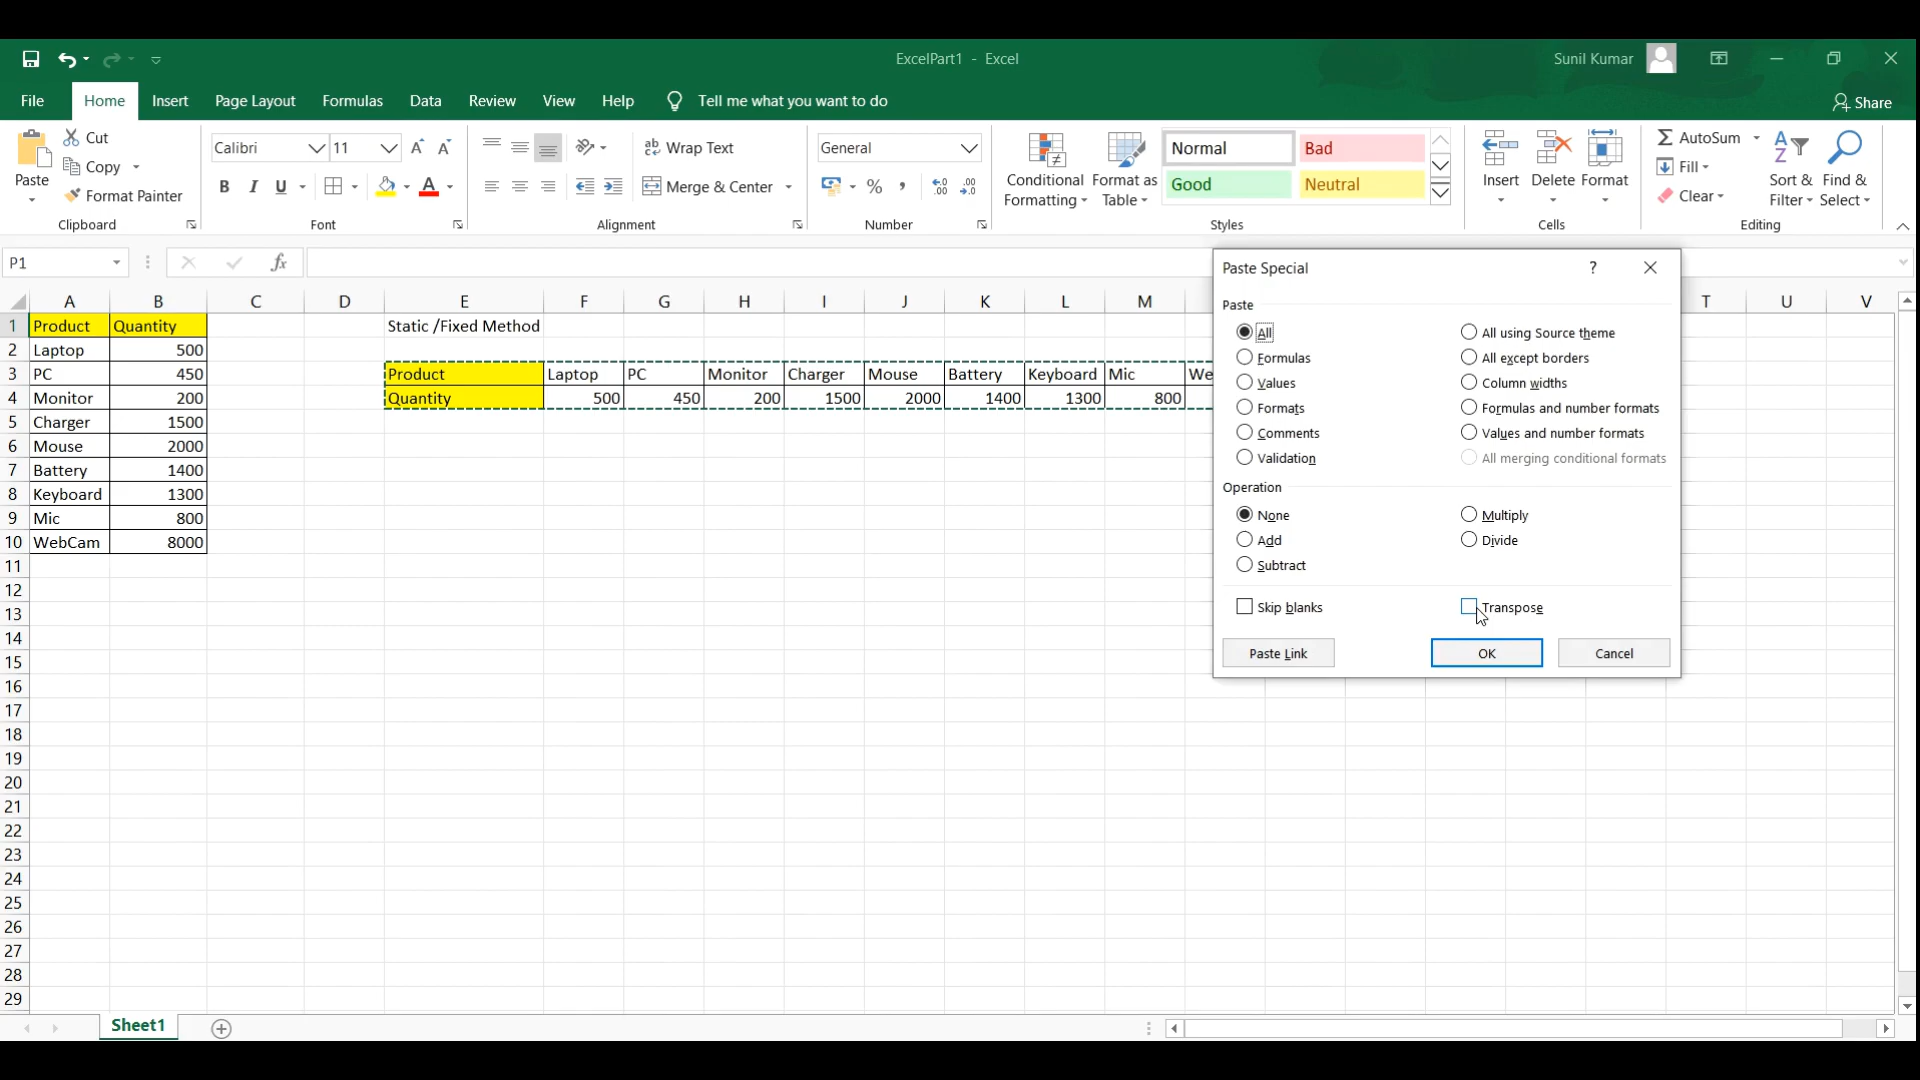 ExcelPart1 - Excel
Sunil Kumar
File Home Insert Page Layout Formulas Data Review View Help Tell me what you want to do Share
Paste
Cut
Copy
Format Painter
Clipboard
Calibri 11
B I U
Font
Wrap Text
Merge & Center
Alignment
General
%
Number
Conditional Formatting
Format as Table
Normal Bad
Good Neutral
Styles
Insert Delete Format
Cells
AutoSum
Fill
Clear
Sort & Filter
Find & Select
Editing
P1 fx
A B C D E F G H I J K L M T U V
1 Product Quantity Static /Fixed Method
2 Laptop 500
3 PC 450 Product Laptop PC Monitor Charger Mouse Battery Keyboard Mic We
4 Monitor 200 Quantity 500 450 200 1500 2000 1400 1300 800
5 Charger 1500
6 Mouse 2000
7 Battery 1400
8 Keyboard 1300
9 Mic 800
10 WebCam 8000
11
12
13
14
15
16
17
18
19
20
21
22
23
24
25
26
27
28
29
Paste Special ?
Paste
All All using Source theme
Formulas All except borders
Values Column widths
Formats Formulas and number formats
Comments Values and number formats
Validation All merging conditional formats
Operation
None Multiply
Add Divide
Subtract
Skip blanks Transpose
Paste Link OK Cancel
Sheet1